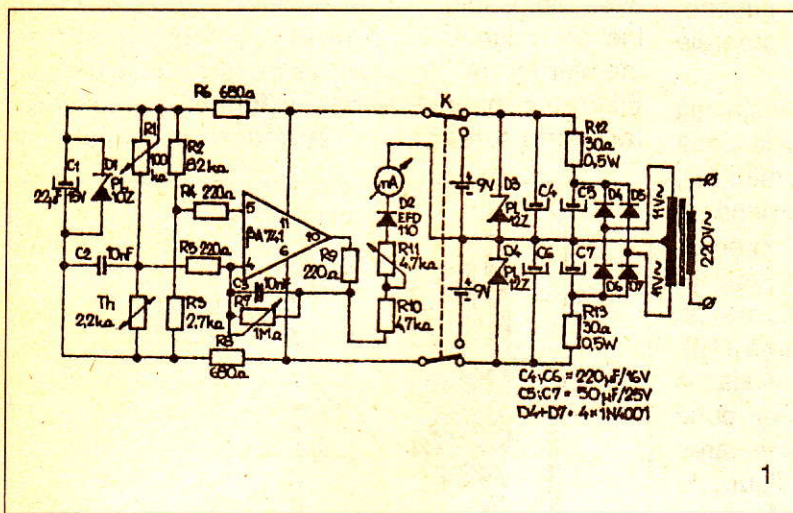 R6 680Ω
K
R12
30Ω
0,5W
C1
22μF 15V
D1
PL
10Z
R1
100
kΩ
R2
82kΩ
R4 220Ω
mA
9V
D3
PL
12Z
C4
C5
D4
D5
11V~
220V~
D2
EFD
110
βA 741
5
11
10
6
4
C2
10nF
R5 220Ω
R9
220Ω
R11
4,7kΩ
D4
PL
12Z
C6
C7
11V~
D6
D7
C3
10nF
R7
1MΩ
9V
Th
2,2kΩ
R3
2,7kΩ
R10
4,7kΩ
R8
680Ω
R13
30Ω
0,5W
C4;C6 = 220μF/16V
C5;C7 = 50μF/25V
D4÷D7 = 4×1N4001
1